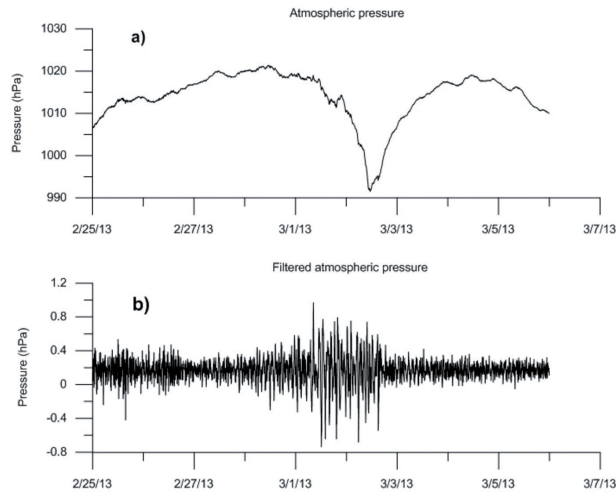 Atmospheric pressure
a)
Pressure (hPa)
1030
1020
1010
1000
990
2/25/13 2/27/13 3/1/13 3/3/13 3/5/13 3/7/13
Filtered atmospheric pressure
b)
Pressure (hPa)
1.2
0.8
0.4
0
-0.4
-0.8
2/25/13 2/27/13 3/1/13 3/3/13 3/5/13 3/7/13